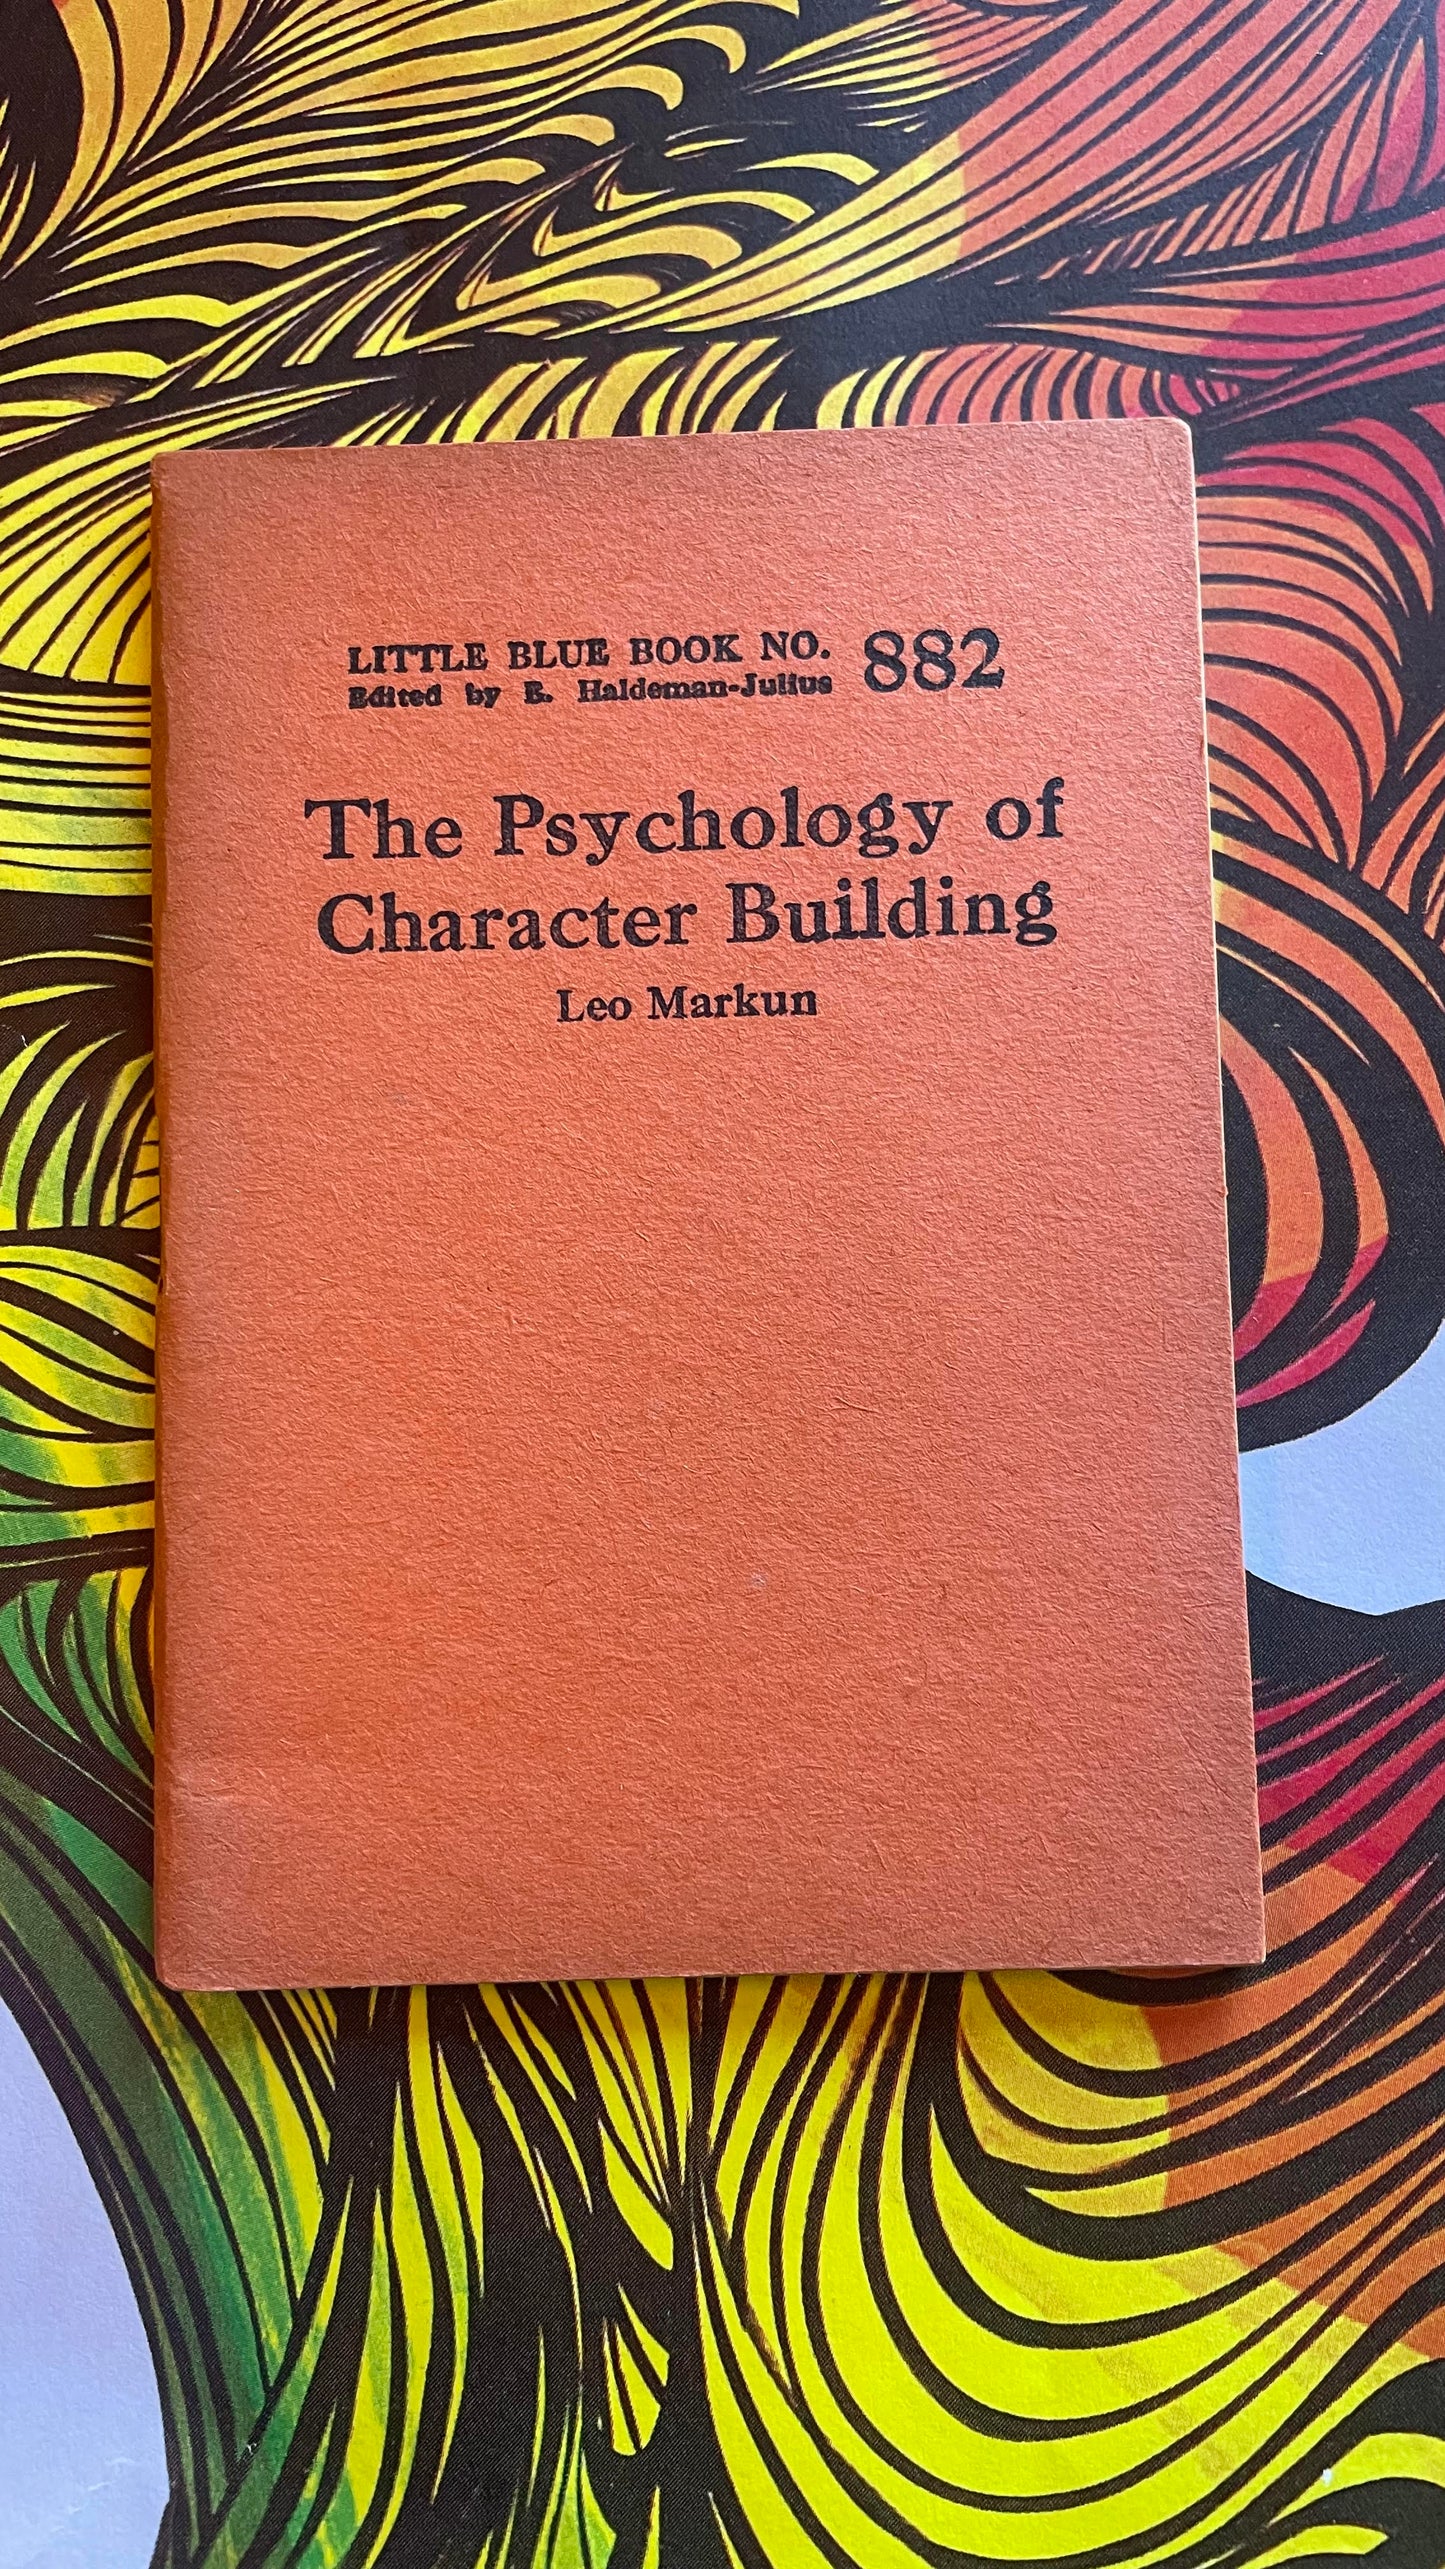 LITTLE BLUE BOOK NO. 882
Edited by E. Haldeman-Julius
The Psychology of
Character Building
Leo Markun